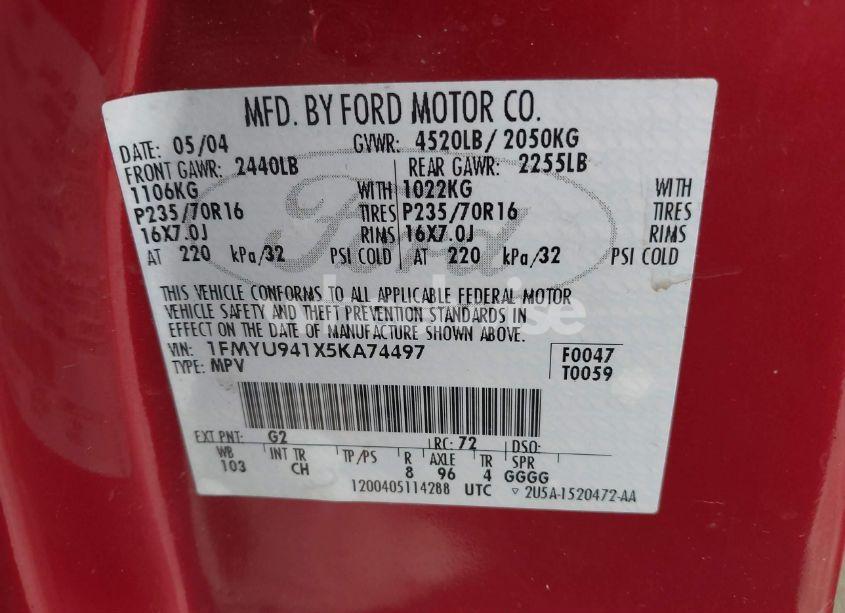 MFD. BY FORD MOTOR CO.
DATE: 05/04 GVWR: 4520LB/ 2050KG
FRONT GAWR: 2440LB REAR GAWR: 2255LB
1106KG WITH 1022KG WITH
P235/70R16 TIRES P235/70R16 TIRES
16X7.0J RIMS 16X7.0J RIMS
AT 220 kPa/32 PSI COLD AT 220 kPa/32 PSI COLD
Ford
THIS VEHICLE CONFORMS TO ALL APPLICABLE FEDERAL MOTOR
VEHICLE SAFETY AND THEFT PREVENTION STANDARDS IN
EFFECT ON THE DATE OF MANUFACTURE SHOWN ABOVE.
VIN: 1FMYU941X5KA74497 F0047
TYPE: MPV T0059
EXT PNT: G2 RC: 72 DSO:
WB INT TR TP/PS R AXLE TR SPR
103 CH 8 96 4 GGGG
1200405114288 UTC ▽ 2U5A-1520472-AA